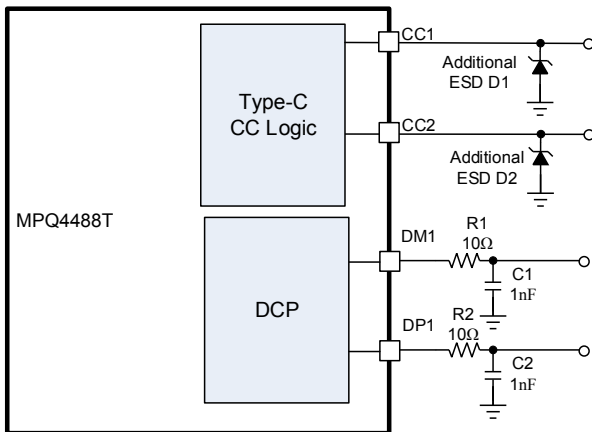 CC1
Additional
ESD D1
Type-C
CC Logic
CC2
Additional
ESD D2
MPQ4488T
DM1
R1
10Ω
C1
1nF
DCP
DP1
R2
10Ω
C2
1nF